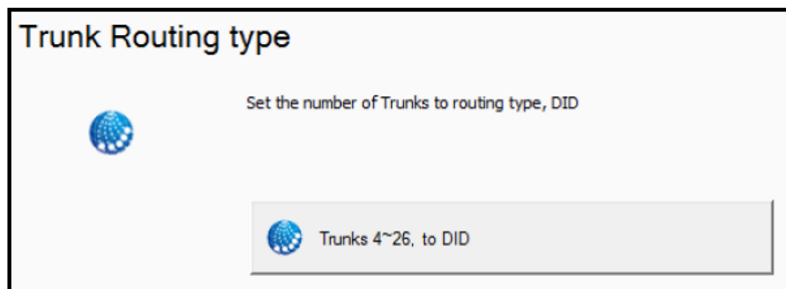 Trunk Routing type
Set the number of Trunks to routing type, DID
Trunks 4~26, to DID